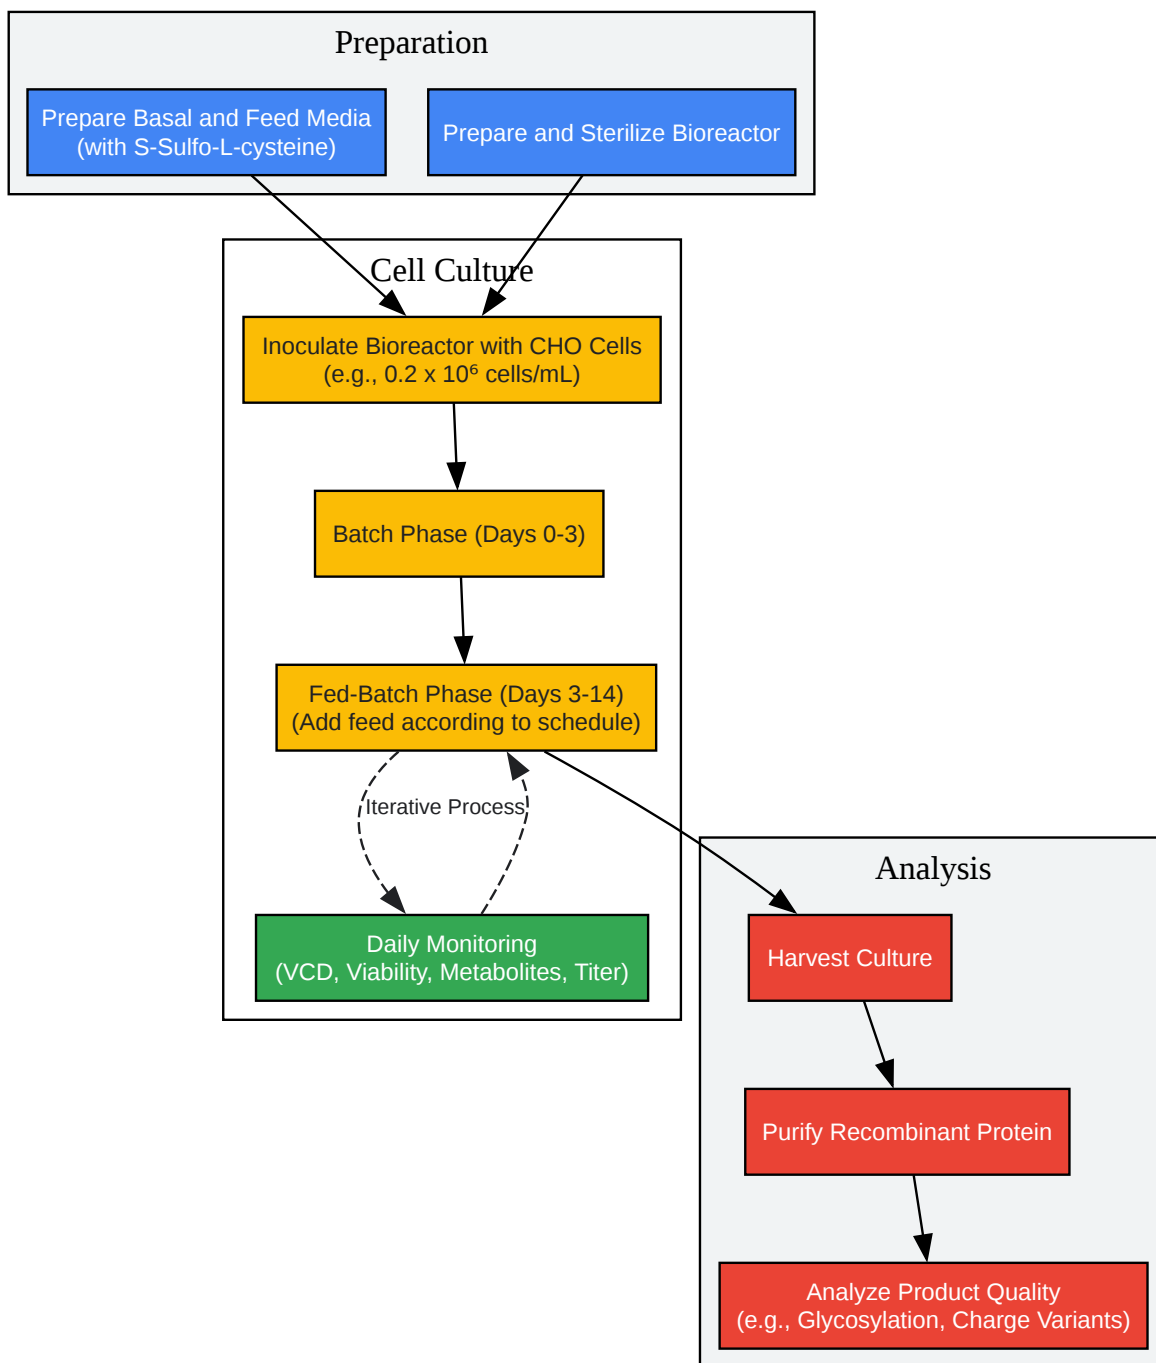 Preparation
Prepare Basal and Feed Media
(with S-Sulfo-L-cysteine)
Prepare and Sterilize Bioreactor
Cell Culture
Inoculate Bioreactor with CHO Cells
(e.g., 0.2 x 10⁶ cells/mL)
Batch Phase (Days 0-3)
Fed-Batch Phase (Days 3-14)
(Add feed according to schedule)
Iterative Process
Daily Monitoring
(VCD, Viability, Metabolites, Titer)
Analysis
Harvest Culture
Purify Recombinant Protein
Analyze Product Quality
(e.g., Glycosylation, Charge Variants)